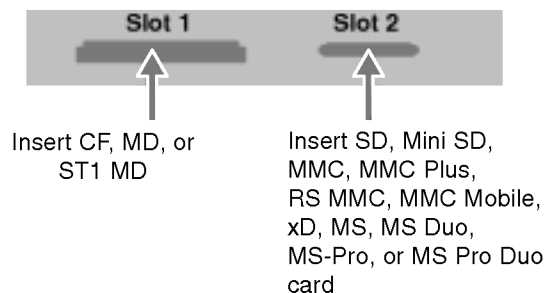 Slot 1
Slot 2
Insert CF, MD, or
ST1 MD
Insert SD, Mini SD,
MMC, MMC Plus,
RS MMC, MMC Mobile,
xD, MS, MS Duo,
MS-Pro, or MS Pro Duo
card